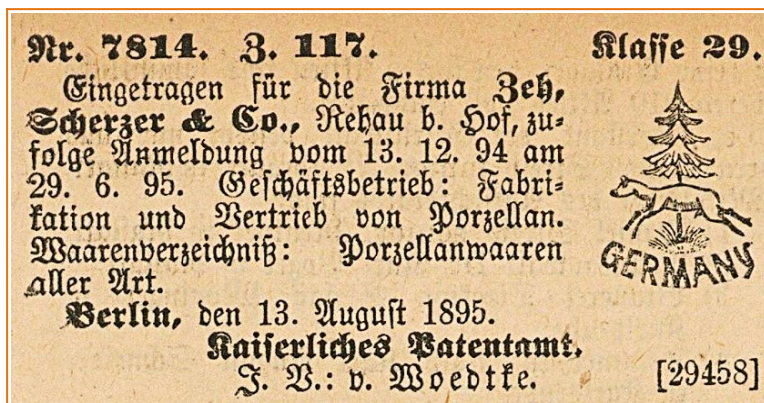 Nr. 7814. Z. 117. Klasse 29.
Eingetragen für die Firma Zeh,
Scherzer & Co., Rehau b. Hof, zu-
folge Anmeldung vom 13. 12. 94 am
29. 6. 95. Geschäftsbetrieb: Fabri-
kation und Vertrieb von Porzellan.
Waarenverzeichniß: Porzellanwaaren
aller Art.
GERMANY
Berlin, den 13. August 1895.
Kaiserliches Patentamt.
J. V.: v. Woedtke.
[29458]